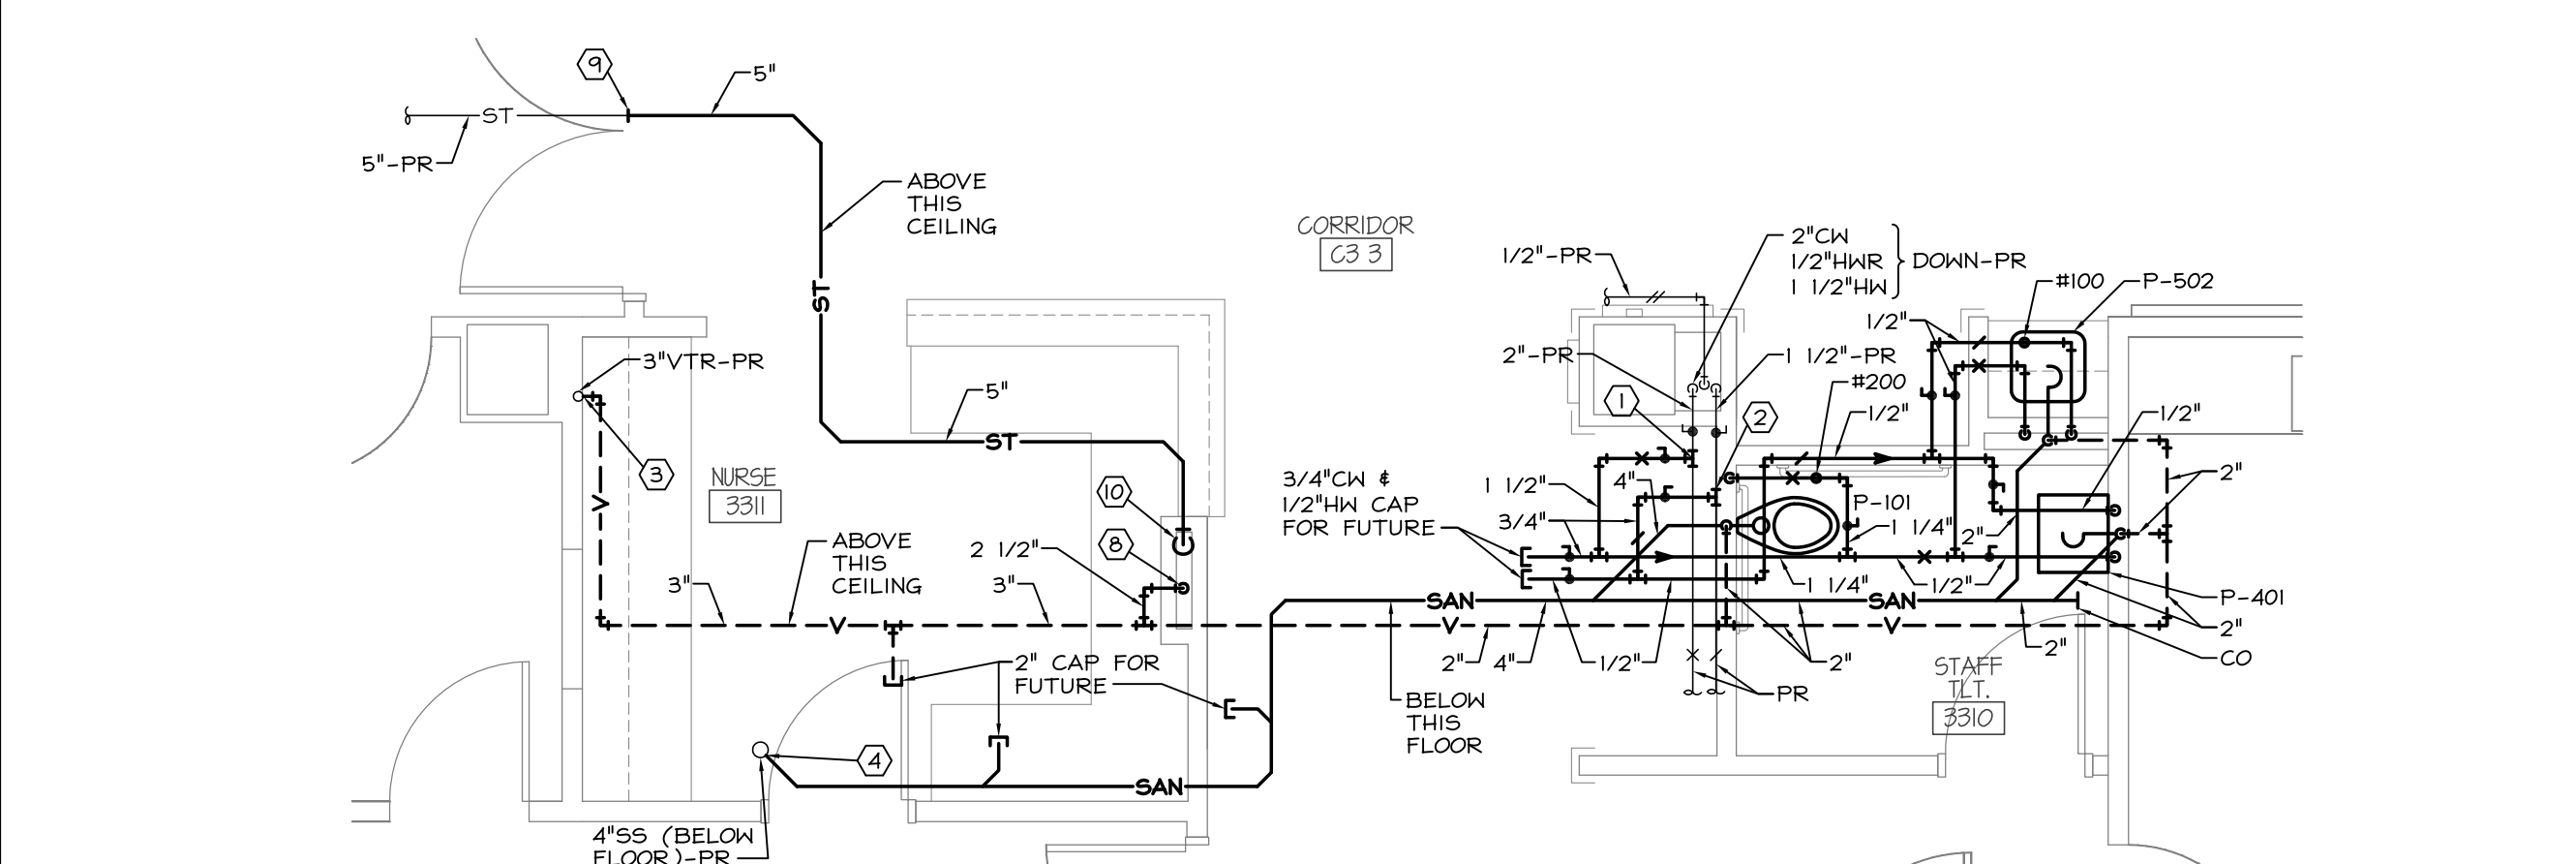 9
5"
ST
5"-PR
ABOVE
THIS
CEILING
CORRIDOR
C3 3
1/2"-PR
2"CW
1/2"HWR
1 1/2"HW
DOWN-PR
#100
P-502
ST
1/2"
3"VTR-PR
2"-PR
1 1/2"-PR
#200
1
2
1/2"
1/2"
5"
ST
3
NURSE
3311
10
3/4"CW &
1/2"HW CAP
FOR FUTURE
1 1/2"
4"
P-101
2"
V
3/4"
1 1/4"
2"
ABOVE
THIS
CEILING
2 1/2"
8
3"
3"
1 1/4"
1/2"
SAN
SAN
P-401
V
V
V
2"
2"
CO
2" CAP FOR
FUTURE
2"
4"
1/2"
2"
STAFF
TLT.
3310
PR
BELOW
THIS
FLOOR
4
SAN
4"SS (BELOW
FLOOR)-PR